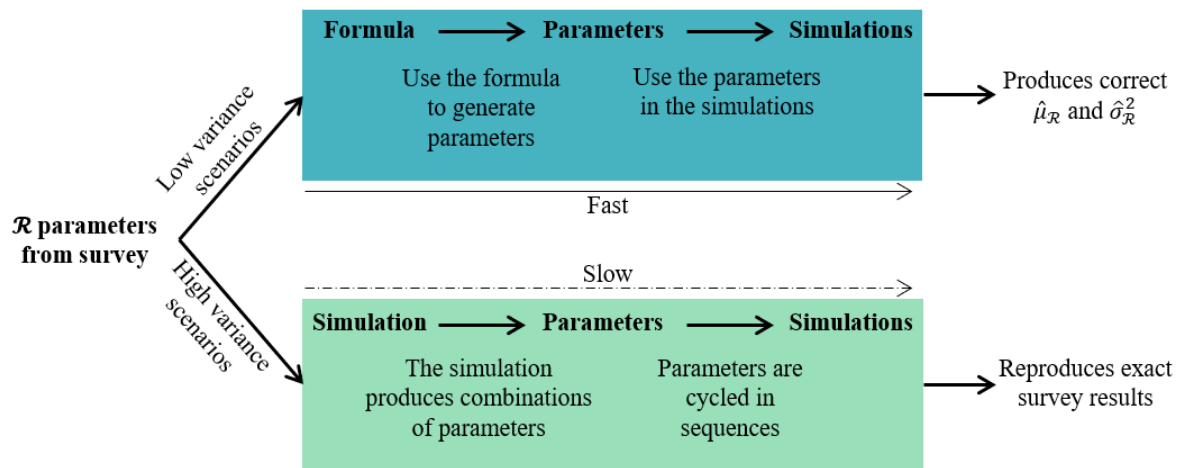 Formula Parameters Simulations
Use the formula
to generate
parameters
Use the parameters
in the simulations
Produces correct
μ̂_ℛ and σ̂²_ℛ
Low variance
scenarios
Fast
ℛ parameters
from survey
High variance
scenarios
Slow
Simulation Parameters Simulations
The simulation
produces combinations
of parameters
Parameters are
cycled in
sequences
Reproduces exact
survey results